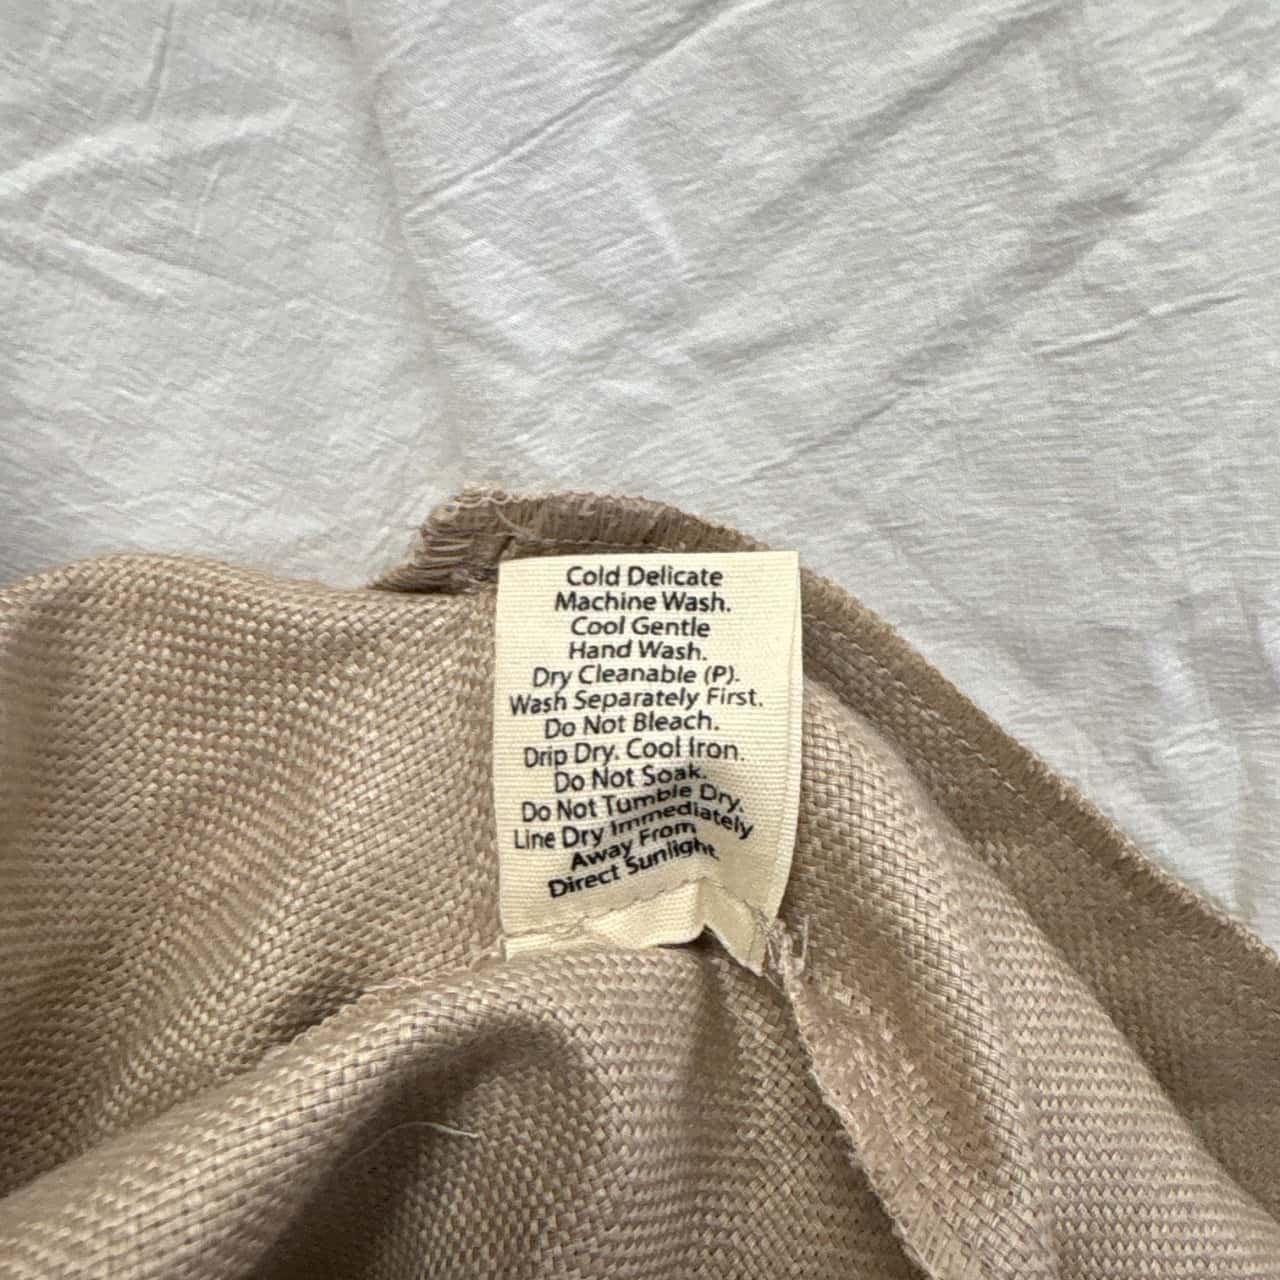 Cold Delicate
Machine Wash.
Cool Gentle
Hand Wash.
Dry Cleanable (P).
Wash Separately First.
Do Not Bleach.
Drip Dry. Cool Iron.
Do Not Soak.
Do Not Tumble Dry.
Line Dry Immediately
Away From
Direct Sunlight.